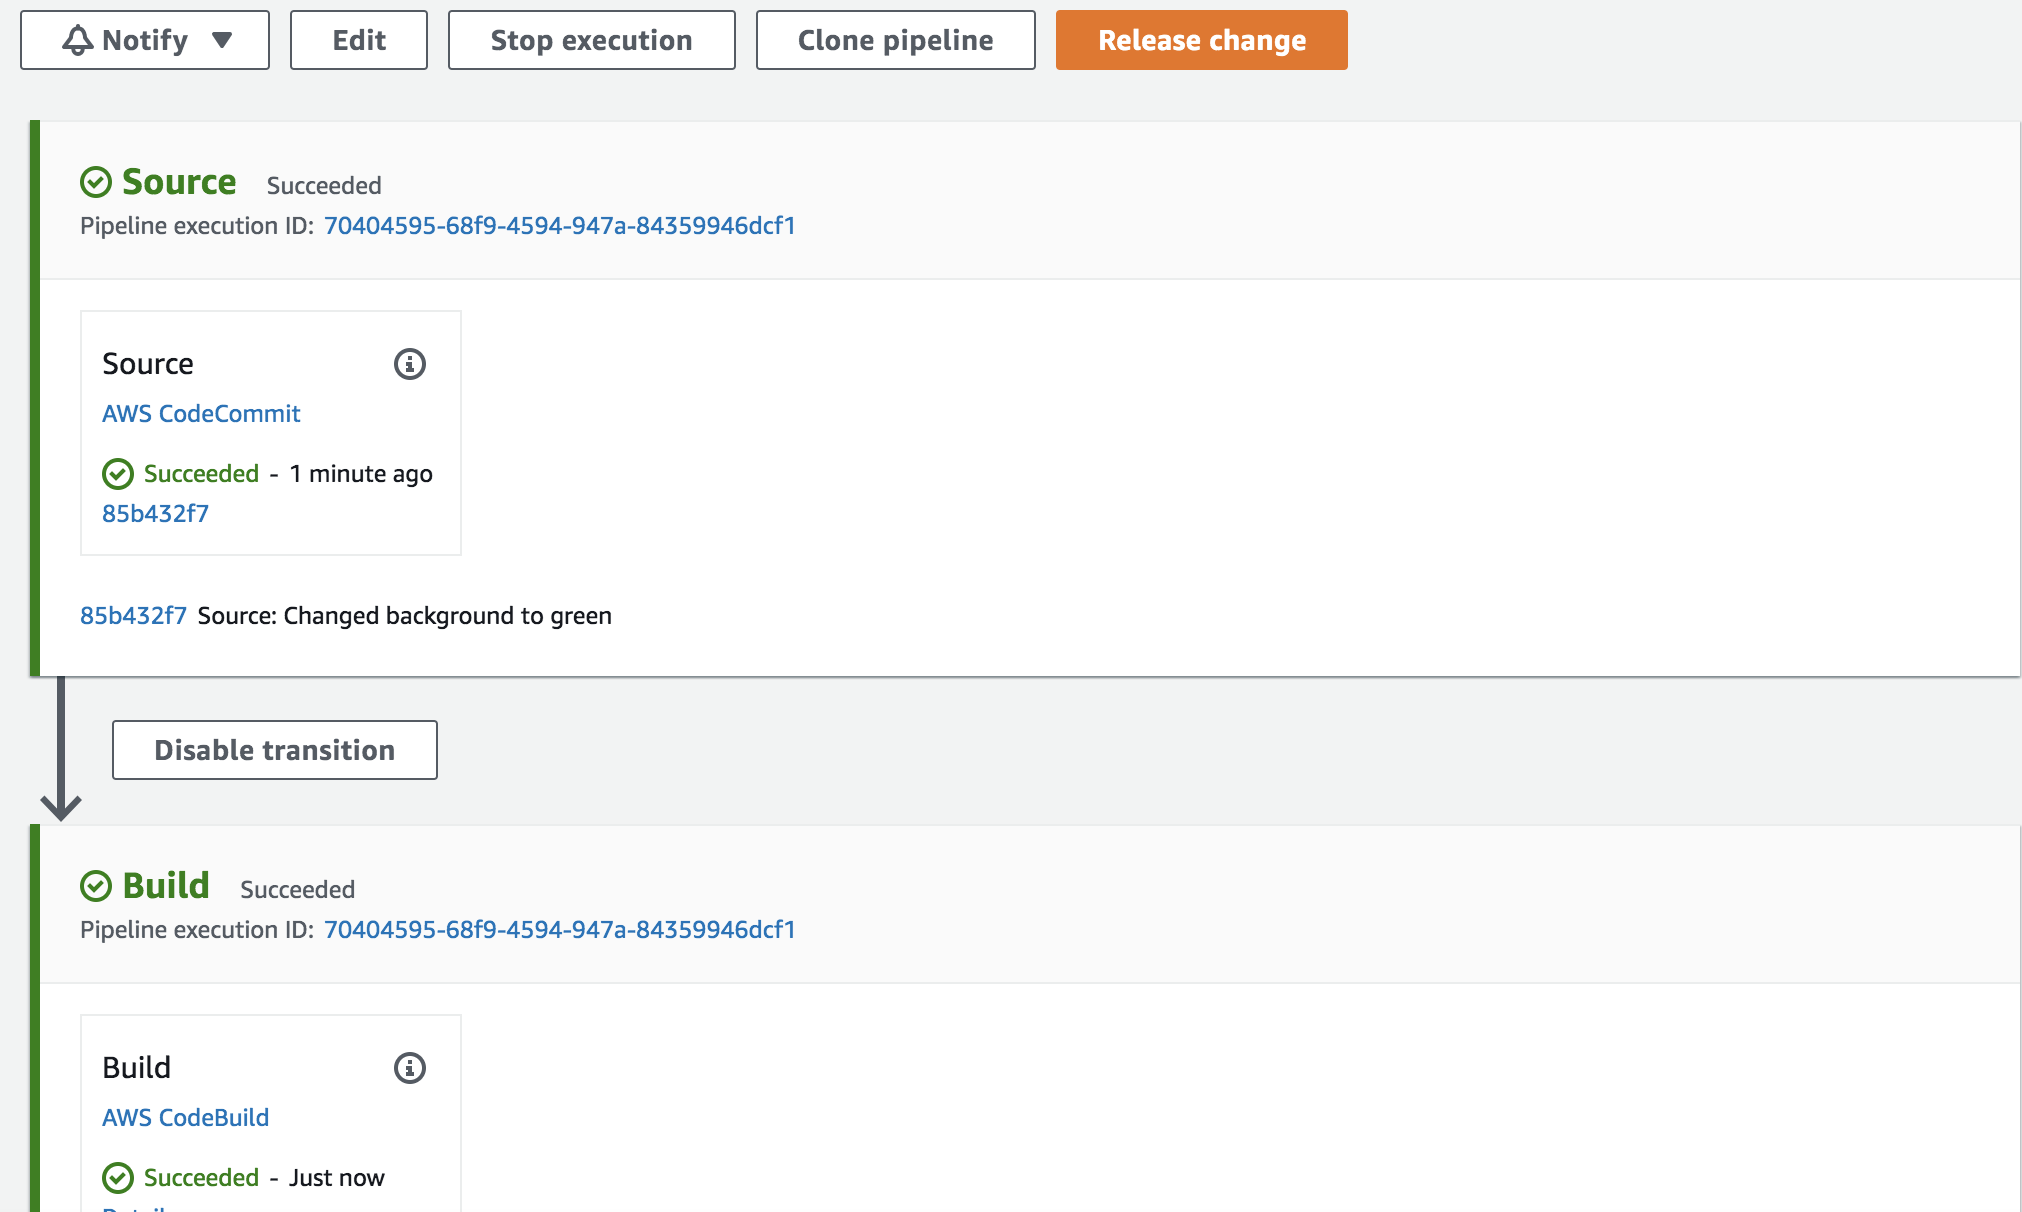 Notify Edit Stop execution Clone pipeline Release change
Source Succeeded
Pipeline execution ID: 70404595-68f9-4594-947a-84359946dcf1
Source
AWS CodeCommit
Succeeded - 1 minute ago
85b432f7
85b432f7 Source: Changed background to green
Disable transition
Build Succeeded
Pipeline execution ID: 70404595-68f9-4594-947a-84359946dcf1
Build
AWS CodeBuild
Succeeded - Just now